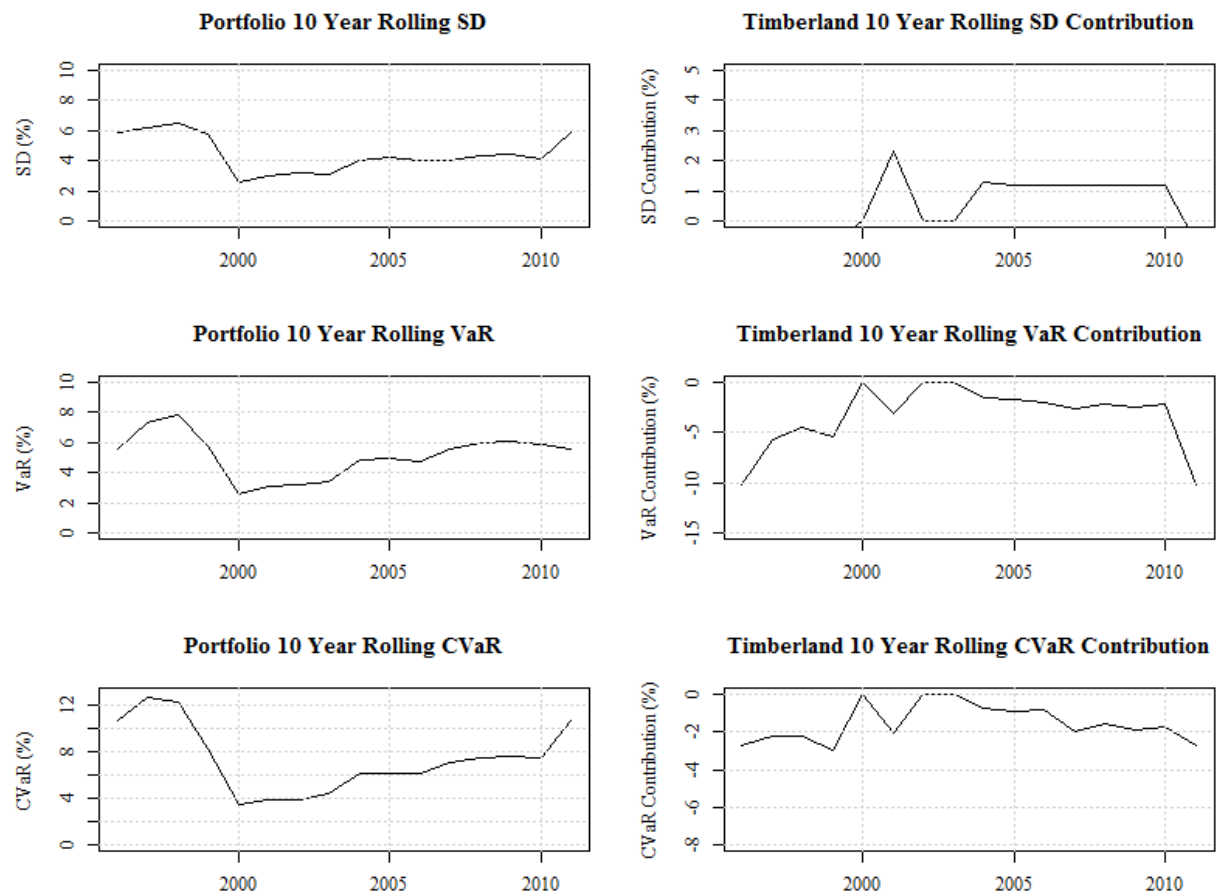 Portfolio 10 Year Rolling SD
SD (%)
10
8
6
4
2
0
2000 2005 2010
Timberland 10 Year Rolling SD Contribution
SD Contribution (%)
5
4
3
2
1
0
2000 2005 2010
Portfolio 10 Year Rolling VaR
VaR (%)
10
8
6
4
2
0
2000 2005 2010
Timberland 10 Year Rolling VaR Contribution
VaR Contribution (%)
0
-5
-10
-15
2000 2005 2010
Portfolio 10 Year Rolling CVaR
CVaR (%)
12
8
4
0
2000 2005 2010
Timberland 10 Year Rolling CVaR Contribution
CVaR Contribution (%)
0
-2
-4
-6
-8
2000 2005 2010